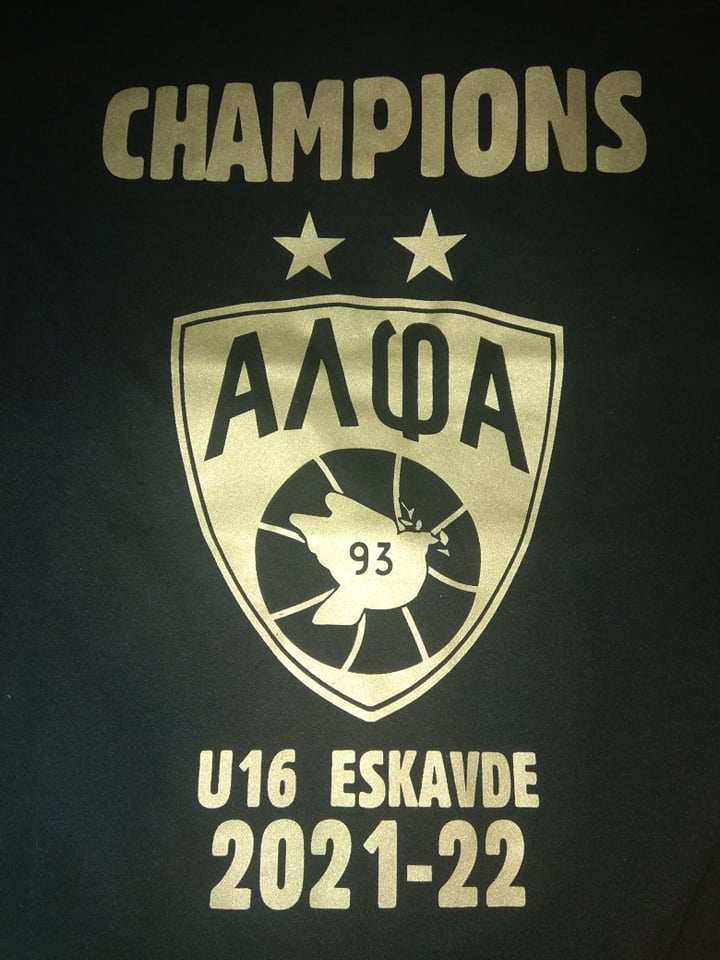 CHAMPIONS
ΑΛΦΑ
93
U16 ESKAVDE
2021-22